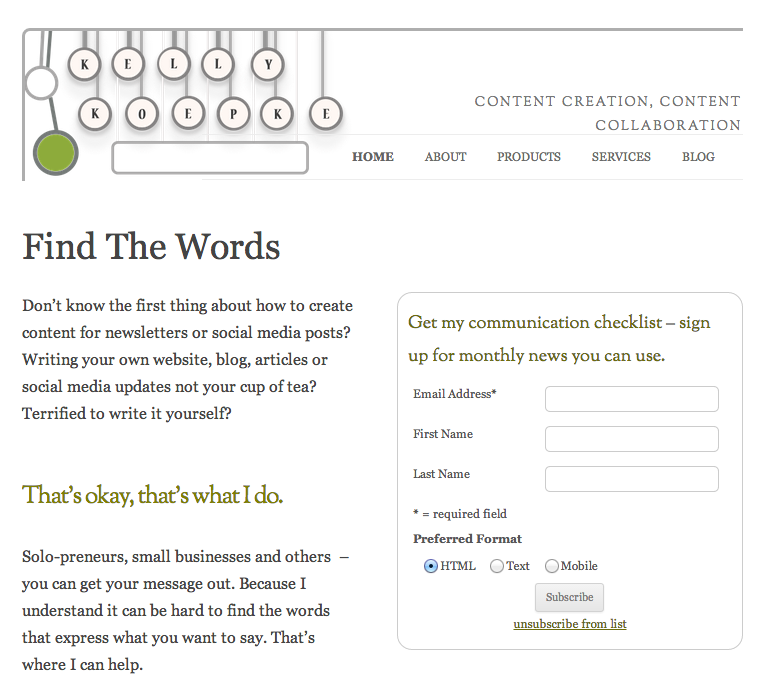 KELLY
KOEPKE
CONTENT CREATION, CONTENT
COLLABORATION
HOME ABOUT PRODUCTS SERVICES BLOG
Find The Words
Don’t know the first thing about how to create
content for newsletters or social media posts?
Writing your own website, blog, articles or
social media updates not your cup of tea?
Terrified to write it yourself?
That’s okay, that’s what I do.
Solo-preneurs, small businesses and others –
you can get your message out. Because I
understand it can be hard to find the words
that express what you want to say. That’s
where I can help.
Get my communication checklist – sign
up for monthly news you can use.
Email Address*
First Name
Last Name
* = required field
Preferred Format
HTML Text Mobile
Subscribe
unsubscribe from list